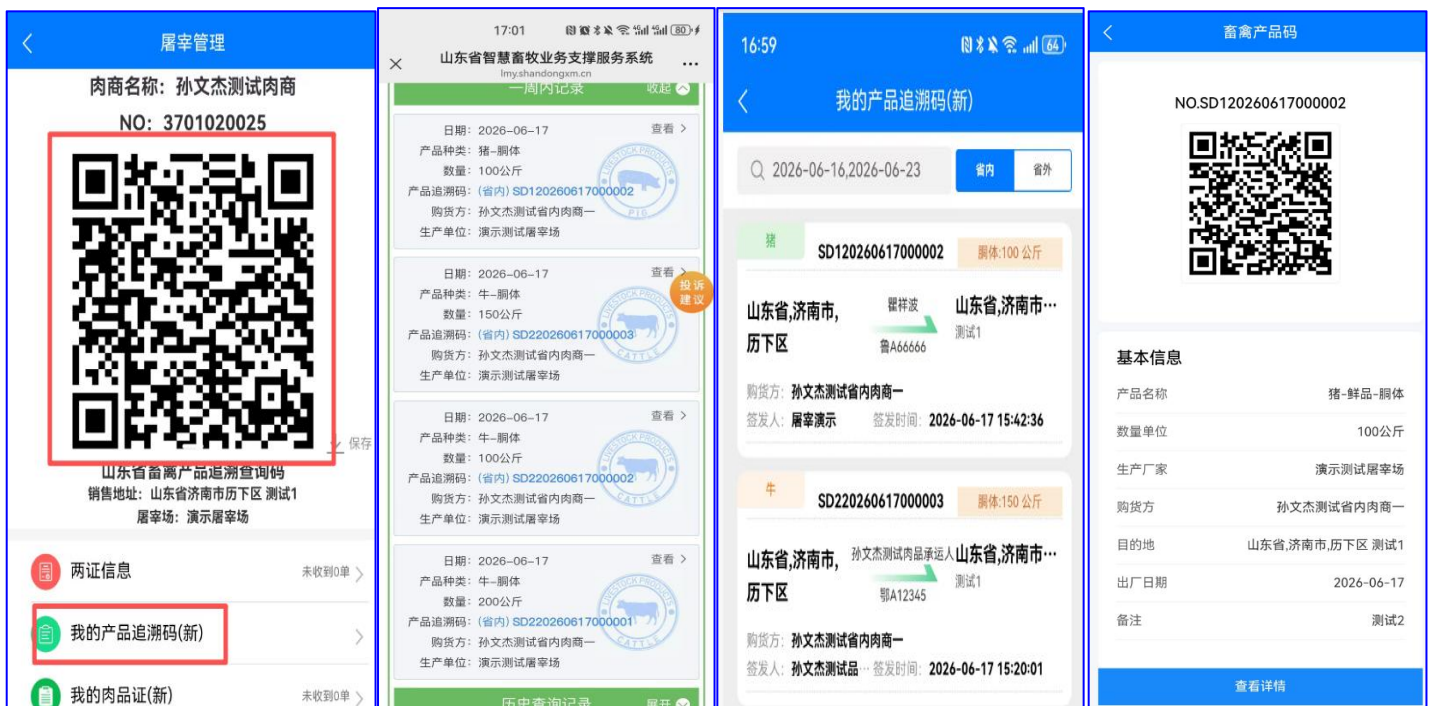 屠宰管理
肉商名称：孙文杰测试肉商
NO：3701020025
保存
山东省畜禽产品追溯查询码
销售地址：山东省济南市历下区 测试1
屠宰场：演示屠宰场
两证信息
未收到0单
我的产品追溯码(新)
我的肉品证(新)
未收到0单
17:01
80
山东省智慧畜牧业务支撑服务系统
lmy.shandongxm.cn
一周内记录
收起
日期：2026-06-17
查看
产品种类：猪-胴体
数量：100公斤
产品追溯码：(省内) SD120260617000002
购货方：孙文杰测试省内肉商一
生产单位：演示测试屠宰场
LIVESTOCK PRODUCTS
PIG
日期：2026-06-17
查看
投诉
建议
产品种类：牛-胴体
数量：150公斤
产品追溯码：(省内) SD220260617000003
购货方：孙文杰测试省内肉商一
生产单位：演示测试屠宰场
LIVESTOCK PRODUCTS
CATTLE
日期：2026-06-17
查看
产品种类：牛-胴体
数量：100公斤
产品追溯码：(省内) SD220260617000002
购货方：孙文杰测试省内肉商一
生产单位：演示测试屠宰场
LIVESTOCK PRODUCTS
CATTLE
日期：2026-06-17
查看
产品种类：牛-胴体
数量：200公斤
产品追溯码：(省内) SD220260617000001
购货方：孙文杰测试省内肉商一
生产单位：演示测试屠宰场
LIVESTOCK PRODUCTS
CATTLE
历史查询记录
展开
16:59
64
我的产品追溯码(新)
2026-06-16,2026-06-23
省内
省外
猪
SD120260617000002
胴体:100 公斤
山东省,济南市,
历下区
瞿祥波
鲁A66666
山东省,济南市…
测试1
购货方：孙文杰测试省内肉商一
签发人：屠宰演示
签发时间：2026-06-17 15:42:36
牛
SD220260617000003
胴体:150 公斤
山东省,济南市,
历下区
孙文杰测试肉品承运人
鄂A12345
山东省,济南市…
测试1
购货方：孙文杰测试省内肉商一
签发人：孙文杰测试品…
签发时间：2026-06-17 15:20:01
畜禽产品码
NO.SD120260617000002
基本信息
产品名称
猪-鲜品-胴体
数量单位
100公斤
生产厂家
演示测试屠宰场
购货方
孙文杰测试省内肉商一
目的地
山东省,济南市,历下区 测试1
出厂日期
2026-06-17
备注
测试2
查看详情